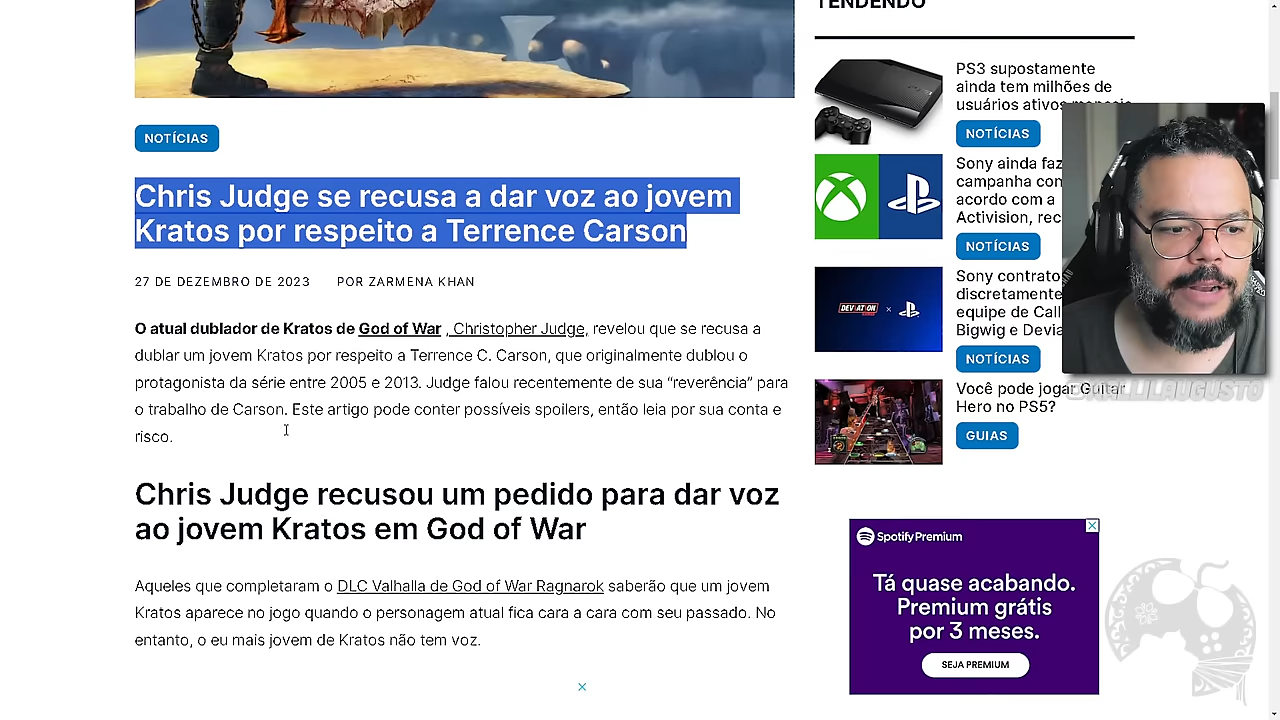 TENDENDO
NOTÍCIAS
Chris Judge se recusa a dar voz ao jovem
Kratos por respeito a Terrence Carson
27 DE DEZEMBRO DE 2023 POR ZARMENA KHAN
O atual dublador de Kratos de God of War , Christopher Judge, revelou que se recusa a
dublar um jovem Kratos por respeito a Terrence C. Carson, que originalmente dublou o
protagonista da série entre 2005 e 2013. Judge falou recentemente de sua “reverência” para
o trabalho de Carson. Este artigo pode conter possíveis spoilers, então leia por sua conta e
risco.
Chris Judge recusou um pedido para dar voz
ao jovem Kratos em God of War
Aqueles que completaram o DLC Valhalla de God of War Ragnarok saberão que um jovem
Kratos aparece no jogo quando o personagem atual fica cara a cara com seu passado. No
entanto, o eu mais jovem de Kratos não tem voz.
PS3 supostamente
ainda tem milhões de
usuários ativos mensais
NOTÍCIAS
Sony ainda faz
campanha con
acordo com a
Activision, rec
NOTÍCIAS
DEVIATION
Sony contrato
discretamente
equipe de Call
Bigwig e Devia
NOTÍCIAS
Você pode jogar Guitar
Hero no PS5?
GUIAS
@KALLILAUGUSTO
Spotify Premium
Tá quase acabando.
Premium grátis
por 3 meses.
SEJA PREMIUM